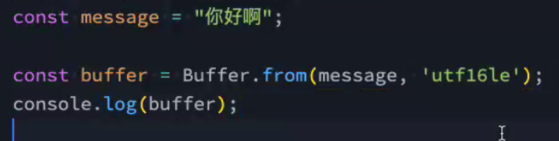 const message = "你好啊";
const buffer = Buffer.from(message, 'utf16le');
console.log(buffer);